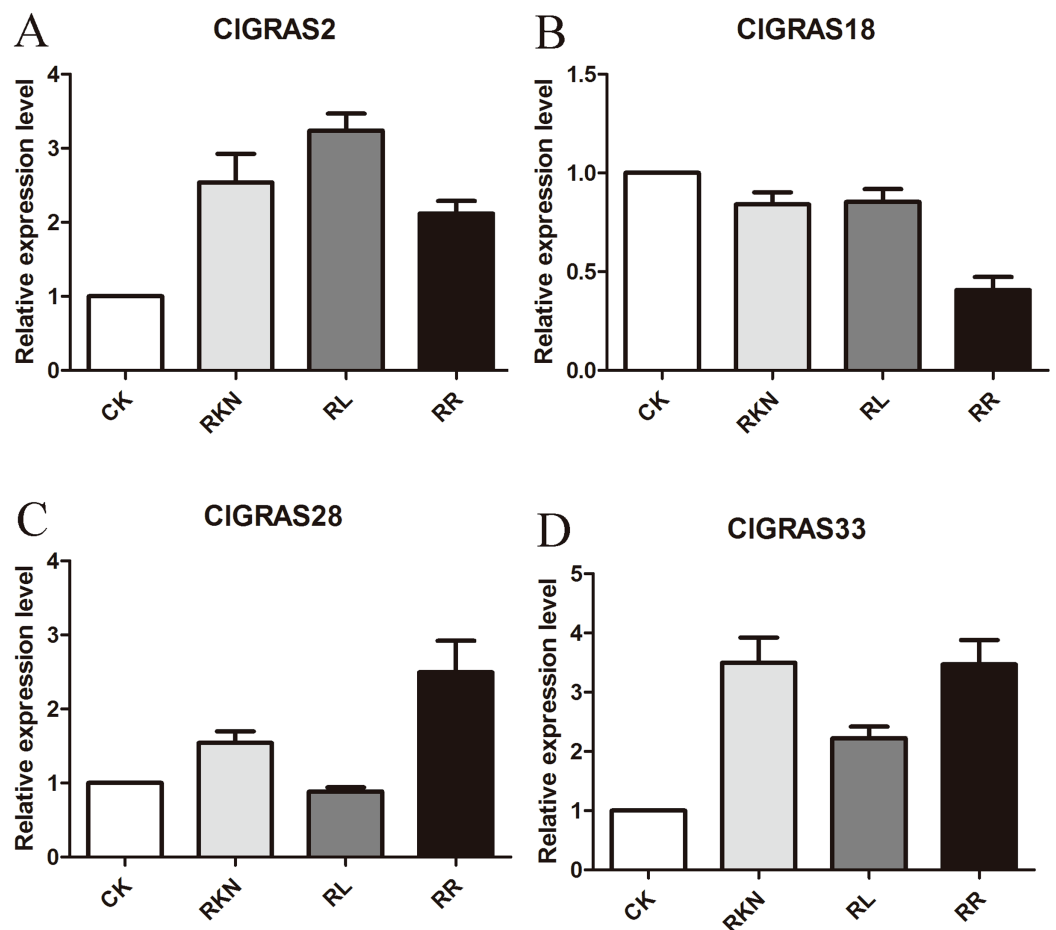 A
ClGRAS2
Relative expression level
4
3
2
1
0
CK
RKN
RL
RR
B
ClGRAS18
Relative expression level
1.5
1.0
0.5
0.0
CK
RKN
RL
RR
C
ClGRAS28
Relative expression level
4
3
2
1
0
CK
RKN
RL
RR
D
ClGRAS33
Relative expression level
5
4
3
2
1
0
CK
RKN
RL
RR